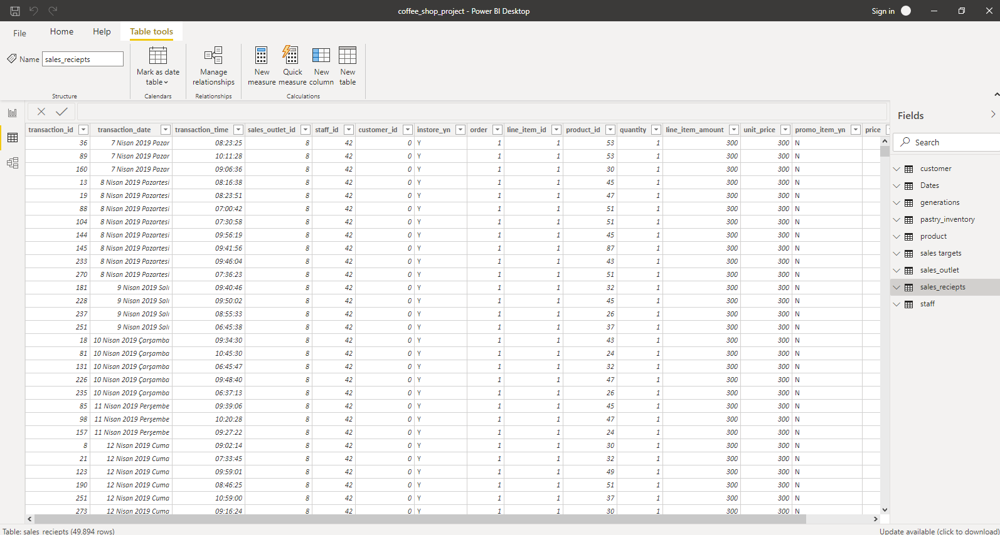 coffee_shop_project - Power BI Desktop
Sign in
File Home Help Table tools
Name sales_reciepts
Mark as date table
Manage relationships
New measure
Quick measure
New column
New table
Structure Calendars Relationships Calculations
transaction_id transaction_date transaction_time sales_outlet_id staff_id customer_id instore_yn order line_item_id product_id quantity line_item_amount unit_price promo_item_yn price
36 7 Nisan 2019 Pazar 08:23:25 8 42 0 Y 1 1 53 1 300 300 N
89 7 Nisan 2019 Pazar 10:11:28 8 42 0 Y 1 1 53 1 300 300 N
160 7 Nisan 2019 Pazar 09:06:36 8 42 0 Y 1 1 30 1 300 300 N
13 8 Nisan 2019 Pazartesi 08:16:38 8 42 0 Y 1 1 45 1 300 300 N
19 8 Nisan 2019 Pazartesi 08:23:51 8 42 0 Y 1 1 47 1 300 300 N
88 8 Nisan 2019 Pazartesi 07:00:42 8 42 0 Y 1 1 51 1 300 300 N
104 8 Nisan 2019 Pazartesi 07:30:58 8 42 0 Y 1 1 51 1 300 300 N
144 8 Nisan 2019 Pazartesi 09:56:19 8 42 0 Y 1 1 45 1 300 300 N
145 8 Nisan 2019 Pazartesi 09:41:56 8 42 0 Y 1 1 87 1 300 300 N
233 8 Nisan 2019 Pazartesi 09:46:04 8 42 0 Y 1 1 43 1 300 300 N
270 8 Nisan 2019 Pazartesi 07:36:23 8 42 0 Y 1 1 51 1 300 300 N
181 9 Nisan 2019 Salı 09:40:46 8 42 0 Y 1 1 32 1 300 300 N
228 9 Nisan 2019 Salı 09:50:02 8 42 0 Y 1 1 45 1 300 300 N
237 9 Nisan 2019 Salı 08:55:33 8 42 0 Y 1 1 26 1 300 300 N
251 9 Nisan 2019 Salı 06:45:38 8 42 0 Y 1 1 37 1 300 300 N
18 10 Nisan 2019 Çarşamba 09:34:30 8 42 0 Y 1 1 43 1 300 300 N
81 10 Nisan 2019 Çarşamba 10:45:30 8 42 0 Y 1 1 24 1 300 300 N
131 10 Nisan 2019 Çarşamba 06:45:47 8 42 0 Y 1 1 32 1 300 300 N
226 10 Nisan 2019 Çarşamba 09:48:40 8 42 0 Y 1 1 47 1 300 300 N
235 10 Nisan 2019 Çarşamba 06:37:13 8 42 0 Y 1 1 26 1 300 300 N
85 11 Nisan 2019 Perşembe 09:39:06 8 42 0 Y 1 1 45 1 300 300 N
98 11 Nisan 2019 Perşembe 10:20:28 8 42 0 Y 1 1 47 1 300 300 N
157 11 Nisan 2019 Perşembe 09:27:22 8 42 0 Y 1 1 24 1 300 300 N
8 12 Nisan 2019 Cuma 09:02:14 8 42 0 Y 1 1 30 1 300 300 N
21 12 Nisan 2019 Cuma 07:33:45 8 42 0 Y 1 1 32 1 300 300 N
123 12 Nisan 2019 Cuma 09:59:01 8 42 0 Y 1 1 49 1 300 300 N
190 12 Nisan 2019 Cuma 08:46:25 8 42 0 Y 1 1 51 1 300 300 N
251 12 Nisan 2019 Cuma 10:59:00 8 42 0 Y 1 1 37 1 300 300 N
273 12 Nisan 2019 Cuma 09:16:24 8 42 0 Y 1 1 30 1 300 300 N
Fields
Search
customer
Dates
generations
pastry_inventory
product
sales targets
sales_outlet
sales_reciepts
staff
Table: sales_reciepts (49,894 rows)
Update available (click to download)